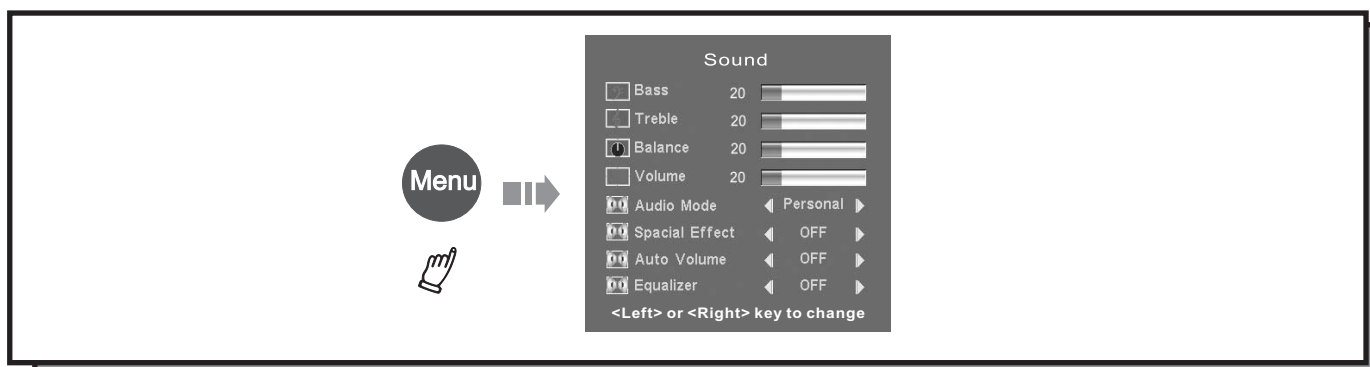 Menu
Sound
Bass 20
Treble 20
Balance 20
Volume 20
Audio Mode Personal
Spacial Effect OFF
Auto Volume OFF
Equalizer OFF
<Left> or <Right> key to change